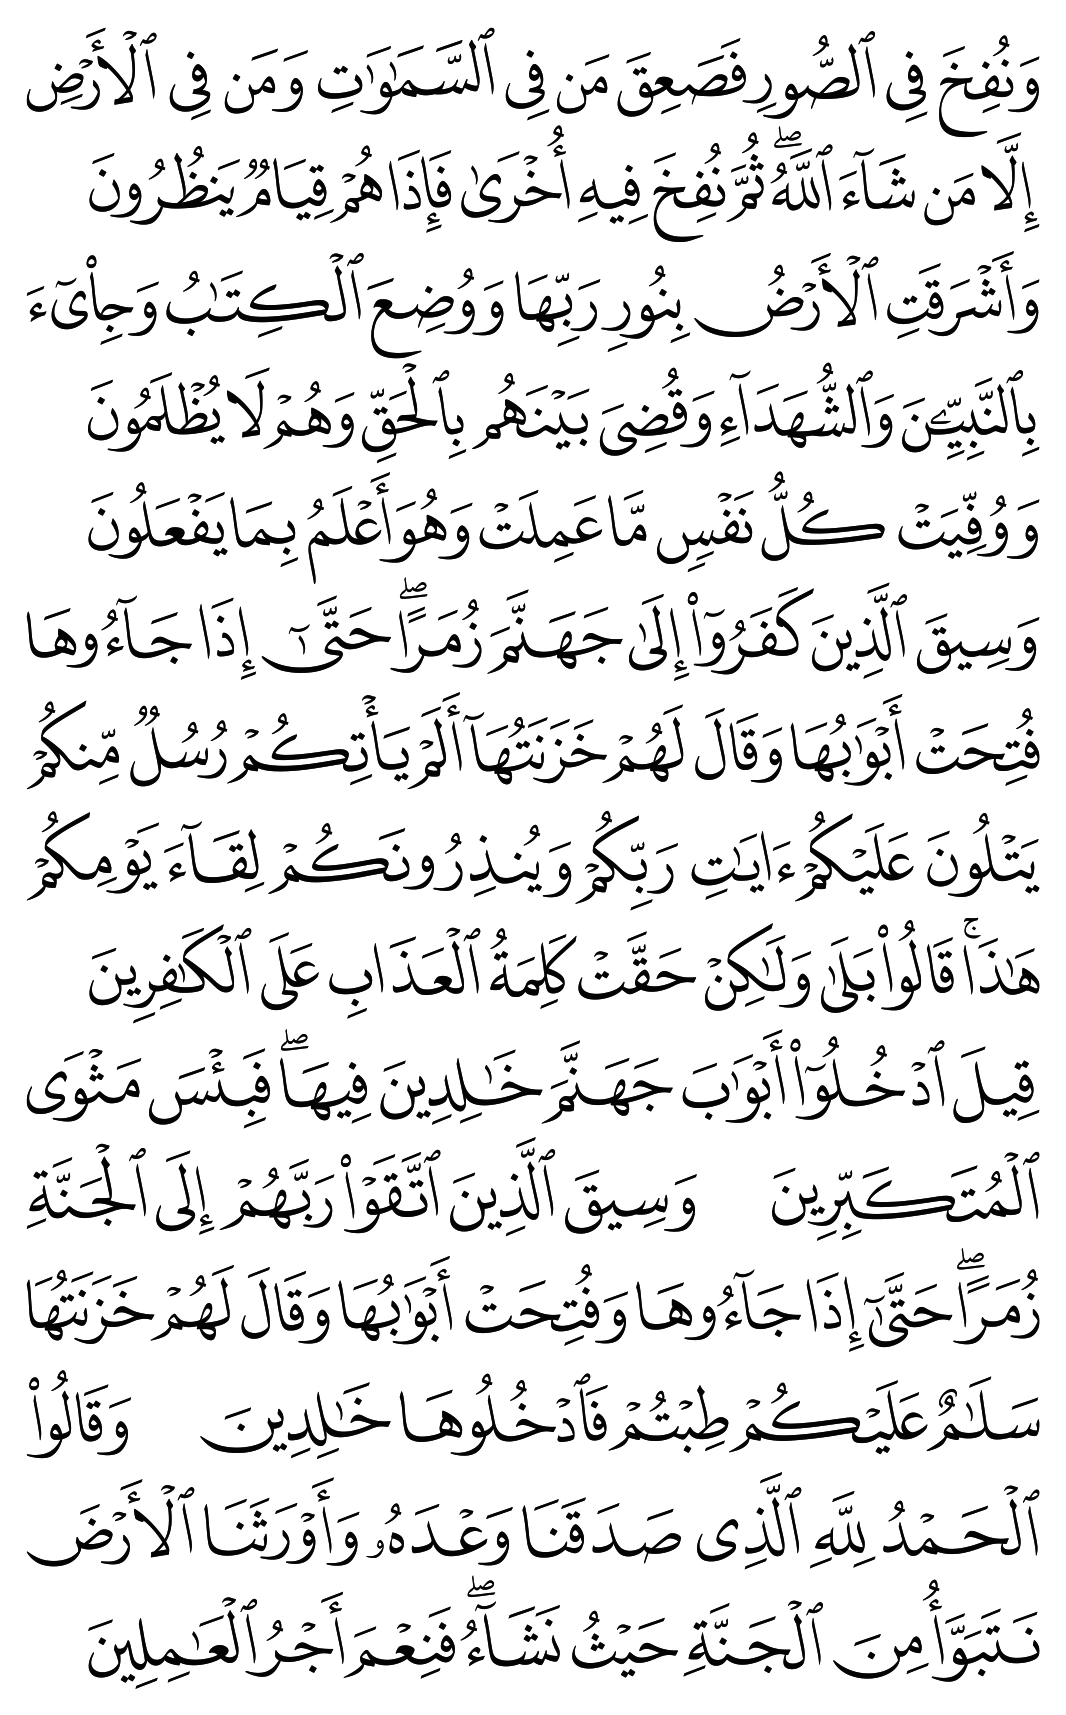 وَنُفِخَ فِي ٱلصُّورِ فَصَعِقَ مَن فِي ٱلسَّمَٰوَٰتِ وَمَن فِي ٱلۡأَرۡضِ
إِلَّا مَن شَآءَ ٱللَّهُۖ ثُمَّ نُفِخَ فِيهِ أُخۡرَىٰ فَإِذَا هُمۡ قِيَامٞ يَنظُرُونَ
وَأَشۡرَقَتِ ٱلۡأَرۡضُ بِنُورِ رَبِّهَا وَوُضِعَ ٱلۡكِتَٰبُ وَجِاْيٓءَ
بِٱلنَّبِيِّـۧنَ وَٱلشُّهَدَآءِ وَقُضِيَ بَيۡنَهُم بِٱلۡحَقِّ وَهُمۡ لَا يُظۡلَمُونَ
وَوُفِّيَتۡ كُلُّ نَفۡسٖ مَّا عَمِلَتۡ وَهُوَ أَعۡلَمُ بِمَا يَفۡعَلُونَ
وَسِيقَ ٱلَّذِينَ كَفَرُوٓاْ إِلَىٰ جَهَنَّمَ زُمَرًاۖ حَتَّىٰٓ إِذَا جَآءُوهَا
فُتِحَتۡ أَبۡوَٰبُهَا وَقَالَ لَهُمۡ خَزَنَتُهَآ أَلَمۡ يَأۡتِكُمۡ رُسُلٞ مِّنكُمۡ
يَتۡلُونَ عَلَيۡكُمۡ ءَايَٰتِ رَبِّكُمۡ وَيُنذِرُونَكُمۡ لِقَآءَ يَوۡمِكُمۡ
هَٰذَاۚ قَالُواْ بَلَىٰ وَلَٰكِنۡ حَقَّتۡ كَلِمَةُ ٱلۡعَذَابِ عَلَى ٱلۡكَٰفِرِينَ
قِيلَ ٱدۡخُلُوٓاْ أَبۡوَٰبَ جَهَنَّمَ خَٰلِدِينَ فِيهَاۖ فَبِئۡسَ مَثۡوَى
ٱلۡمُتَكَبِّرِينَ وَسِيقَ ٱلَّذِينَ ٱتَّقَوۡاْ رَبَّهُمۡ إِلَى ٱلۡجَنَّةِ
زُمَرًاۖ حَتَّىٰٓ إِذَا جَآءُوهَا وَفُتِحَتۡ أَبۡوَٰبُهَا وَقَالَ لَهُمۡ خَزَنَتُهَا
سَلَٰمٌ عَلَيۡكُمۡ طِبۡتُمۡ فَٱدۡخُلُوهَا خَٰلِدِينَ وَقَالُواْ
ٱلۡحَمۡدُ لِلَّهِ ٱلَّذِي صَدَقَنَا وَعۡدَهُۥ وَأَوۡرَثَنَا ٱلۡأَرۡضَ
نَتَبَوَّأُ مِنَ ٱلۡجَنَّةِ حَيۡثُ نَشَآءُۖ فَنِعۡمَ أَجۡرُ ٱلۡعَٰمِلِينَ